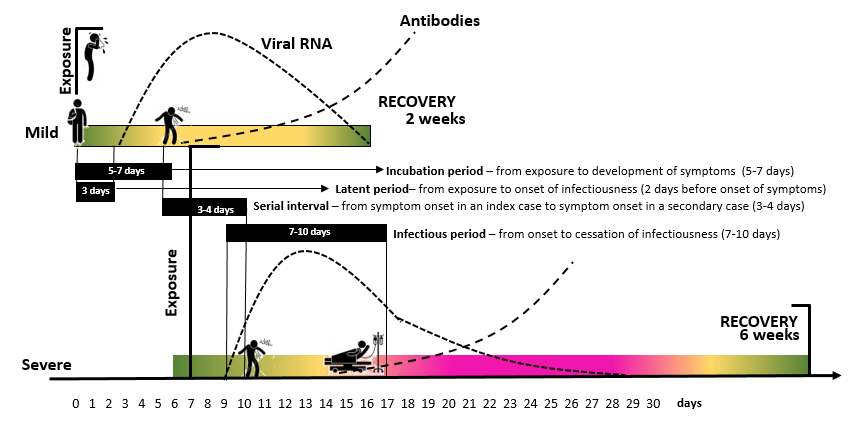 Antibodies
Viral RNA
Exposure
RECOVERY
2 weeks
Mild
5-7 days
Incubation period – from exposure to development of symptoms (5-7 days)
3 days
Latent period– from exposure to onset of infectiousness (2 days before onset of symptoms)
3-4 days
Serial interval – from symptom onset in an index case to symptom onset in a secondary case (3-4 days)
7-10 days
Infectious period – from onset to cessation of infectiousness (7-10 days)
Exposure
RECOVERY
6 weeks
Severe
0 1 2 3 4 5 6 7 8 9 10 11 12 13 14 15 16 17 18 19 20 21 22 23 24 25 26 27 28 29 30 days